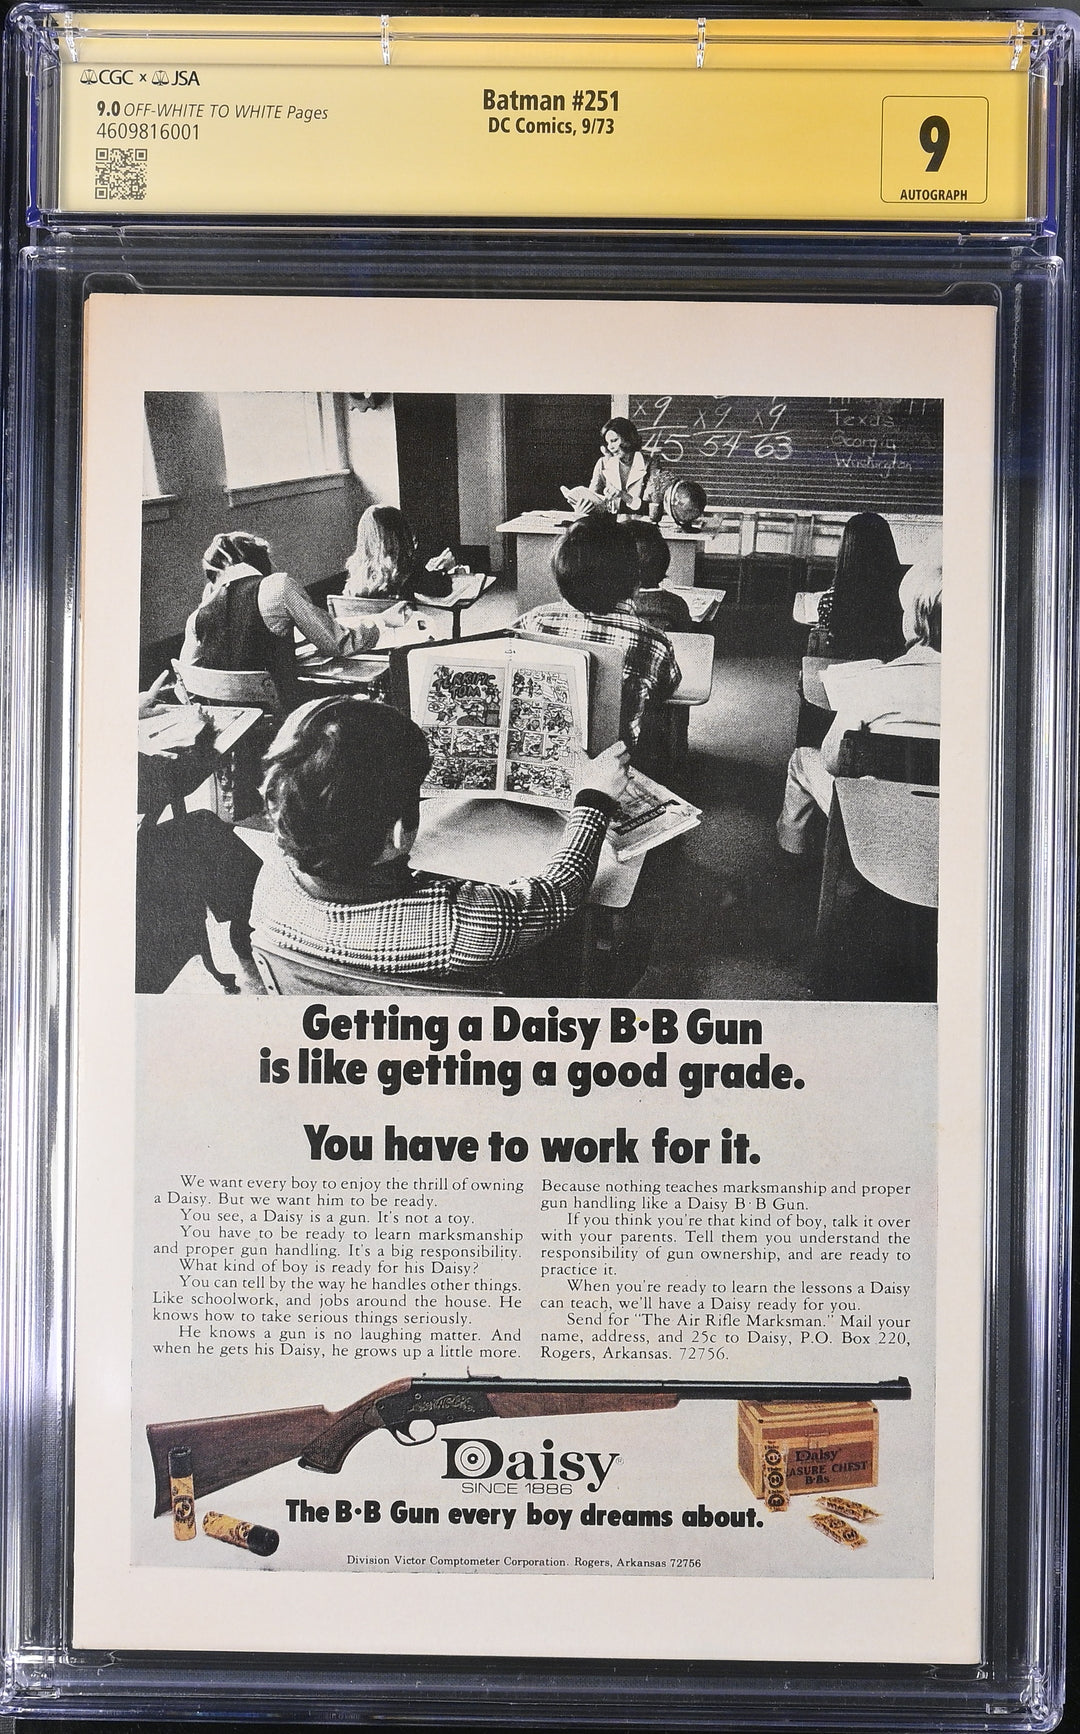 CGC x JSA
9.0 OFF-WHITE TO WHITE Pages
4609816001
Batman #251
DC Comics, 9/73
9
AUTOGRAPH
x9 x9 x9
45 54 63
Texas
Georgia
Washington
TERRIFIC
TOM
Getting a Daisy B·B Gun
is like getting a good grade.
You have to work for it.
We want every boy to enjoy the thrill of owning
a Daisy. But we want him to be ready.
You see, a Daisy is a gun. It's not a toy.
You have to be ready to learn marksmanship
and proper gun handling. It's a big responsibility.
What kind of boy is ready for his Daisy?
You can tell by the way he handles other things.
Like schoolwork, and jobs around the house. He
knows how to take serious things seriously.
He knows a gun is no laughing matter. And
when he gets his Daisy, he grows up a little more.
Because nothing teaches marksmanship and proper
gun handling like a Daisy B·B Gun.
If you think you're that kind of boy, talk it over
with your parents. Tell them you understand the
responsibility of gun ownership, and are ready to
practice it.
When you're ready to learn the lessons a Daisy
can teach, we'll have a Daisy ready for you.
Send for "The Air Rifle Marksman." Mail your
name, address, and 25c to Daisy, P.O. Box 220,
Rogers, Arkansas. 72756.
Daisy®
SINCE 1886
Daisy
ASURE CHEST
B·Bs
The B·B Gun every boy dreams about.
Division Victor Comptometer Corporation. Rogers, Arkansas 72756